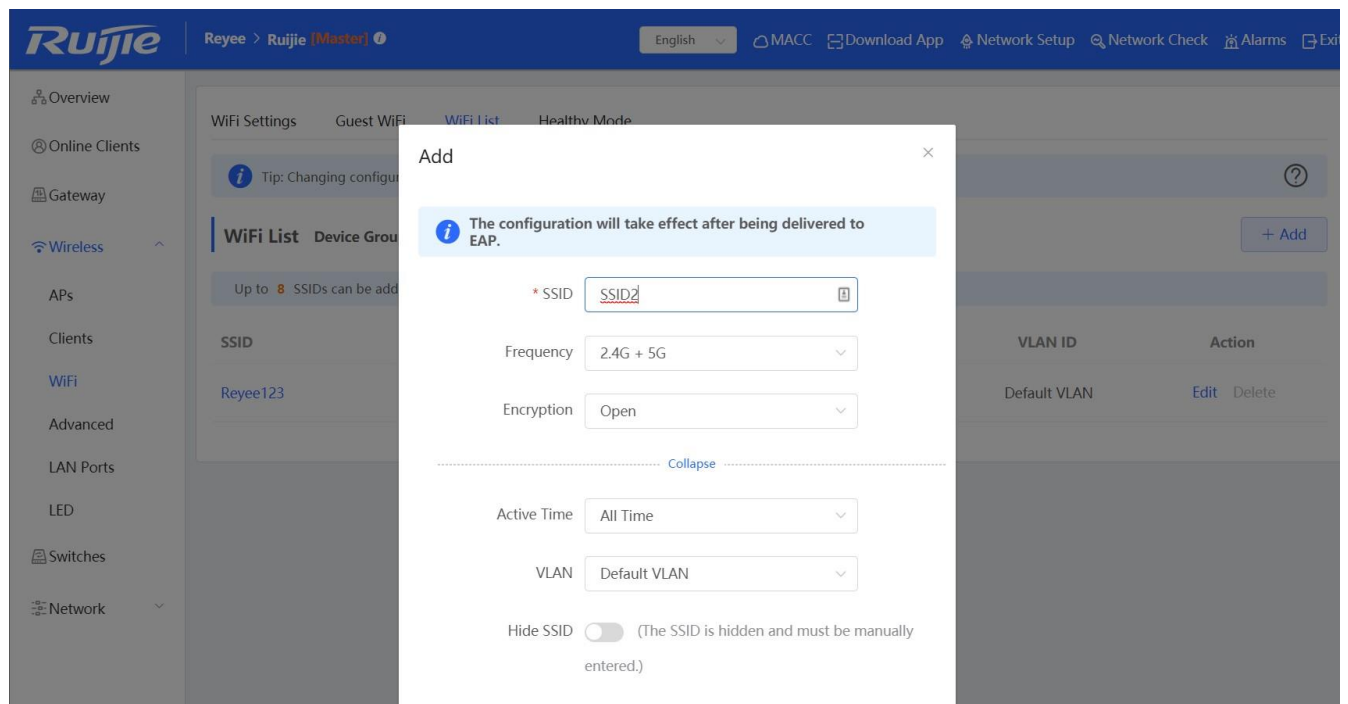 Ruijie
Reyee > Ruijie [Master]
English
MACC
Download App
Network Setup
Network Check
Alarms
Exit
Overview
Online Clients
Gateway
Wireless
APs
Clients
WiFi
Advanced
LAN Ports
LED
Switches
Network
WiFi Settings
Guest WiFi
WiFi List
Healthy Mode
Tip: Changing configur
WiFi List Device Grou
+ Add
Up to 8 SSIDs can be add
SSID
VLAN ID
Action
Reyee123
Default VLAN
Edit Delete
Add
The configuration will take effect after being delivered to
EAP.
* SSID SSID2
Frequency 2.4G + 5G
Encryption Open
Collapse
Active Time All Time
VLAN Default VLAN
Hide SSID (The SSID is hidden and must be manually
entered.)